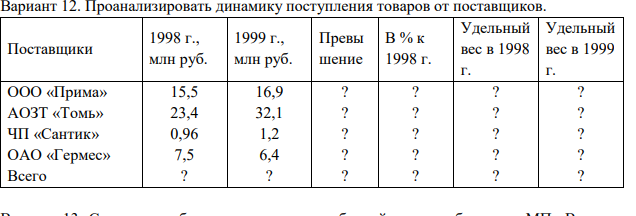 Вариант 12. Проанализировать динамику поступления товаров от поставщиков.
Поставщики 1998 г., млн руб. 1999 г., млн руб. Превы шение В % к 1998 г. Удельный вес в 1998 г. Удельный вес в 1999 г.
ООО «Прима» 15,5 16,9 ? ? ? ?
АОЗТ «Томь» 23,4 32,1 ? ? ? ?
ЧП «Сантик» 0,96 1,2 ? ? ? ?
ОАО «Гермес» 7,5 6,4 ? ? ? ?
Всего ? ? ? ? ? ?